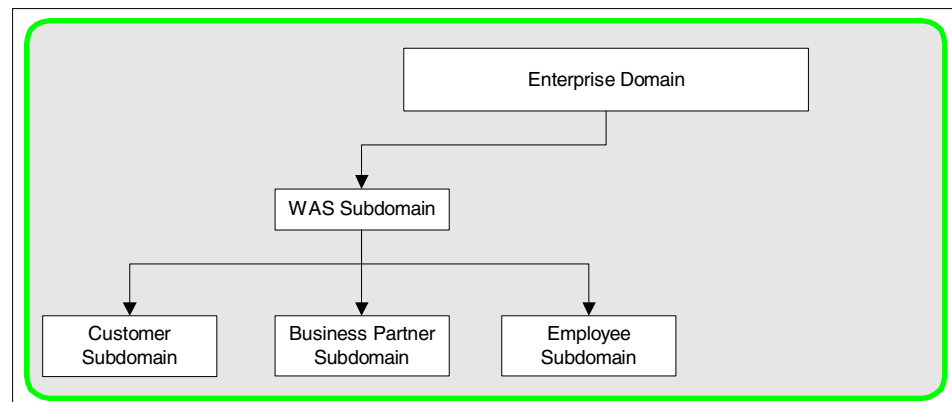 Enterprise Domain
WAS Subdomain
Customer
Subdomain
Business Partner
Subdomain
Employee
Subdomain